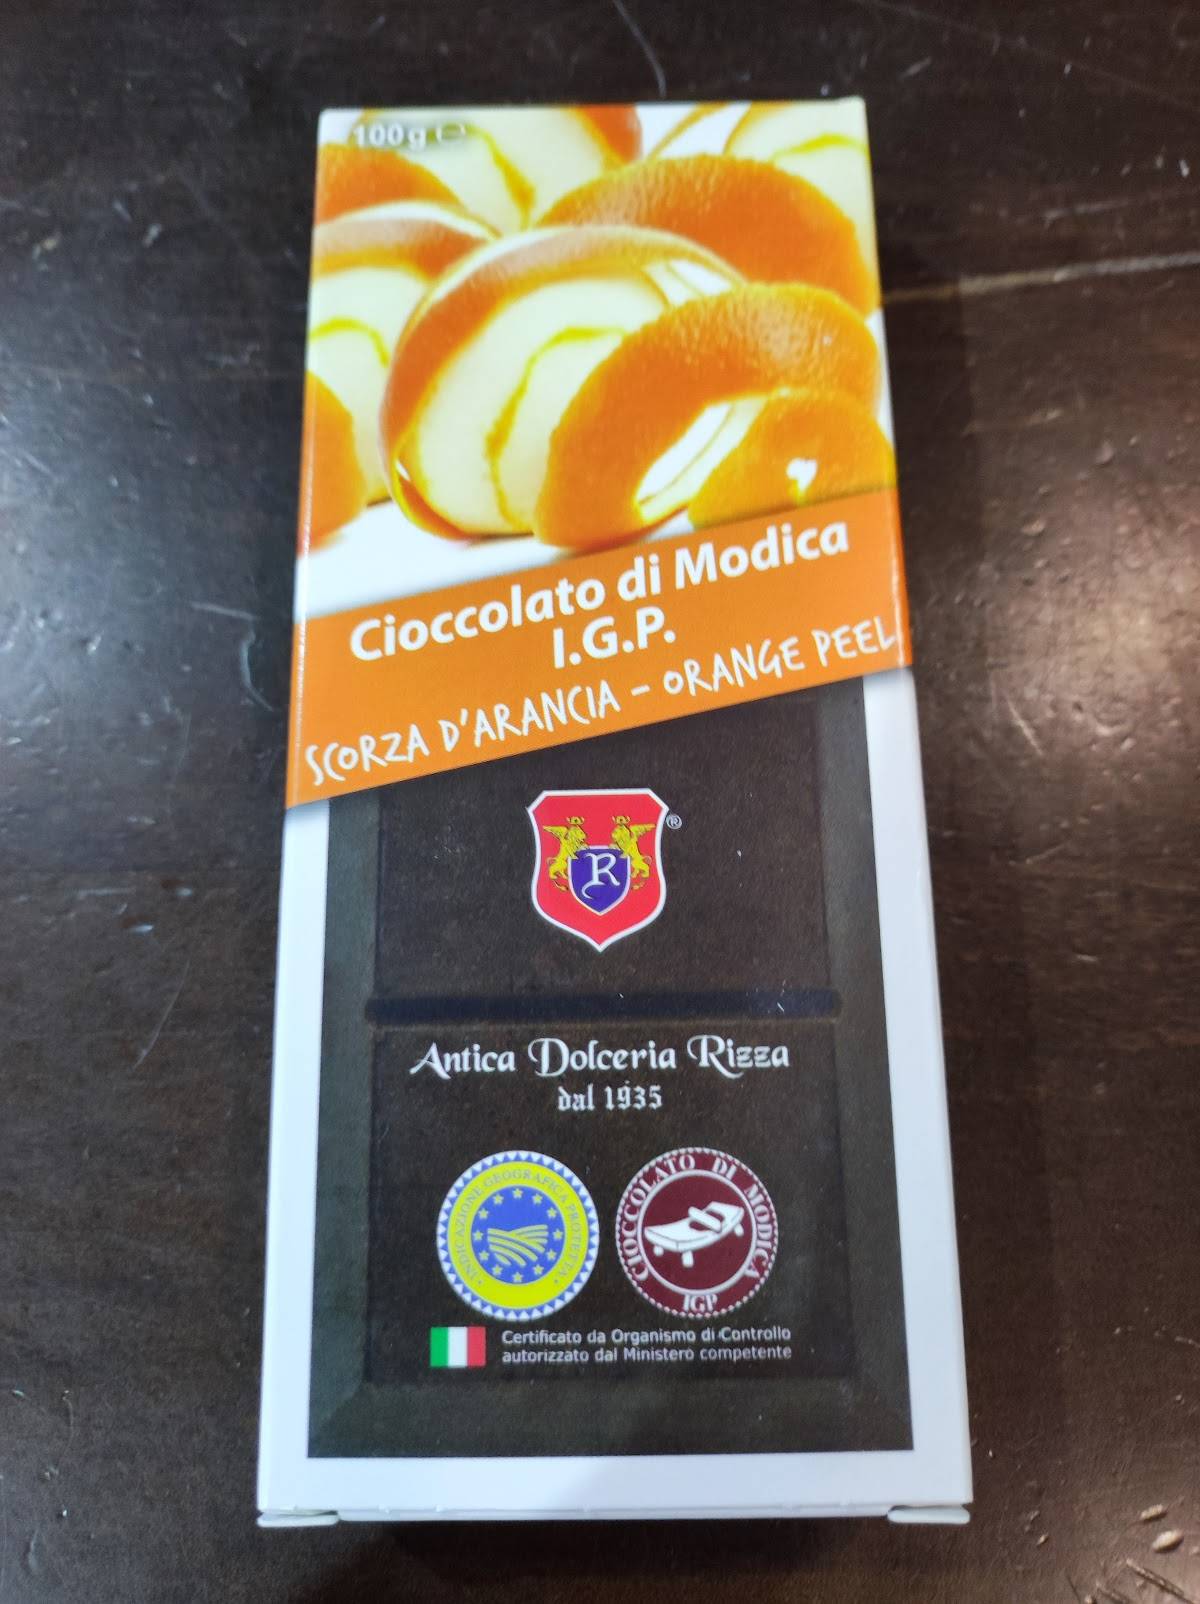 100g ℮
Cioccolato di Modica
I.G.P.
SCORZA D'ARANCIA - ORANGE PEEL
R ®
Antica Dolceria Rizza
dal 1935
INDICAZIONE GEOGRAFICA PROTETTA
CIOCCOLATO DI MODICA
IGP
Certificato da Organismo di Controllo
autorizzato dal Ministero competente